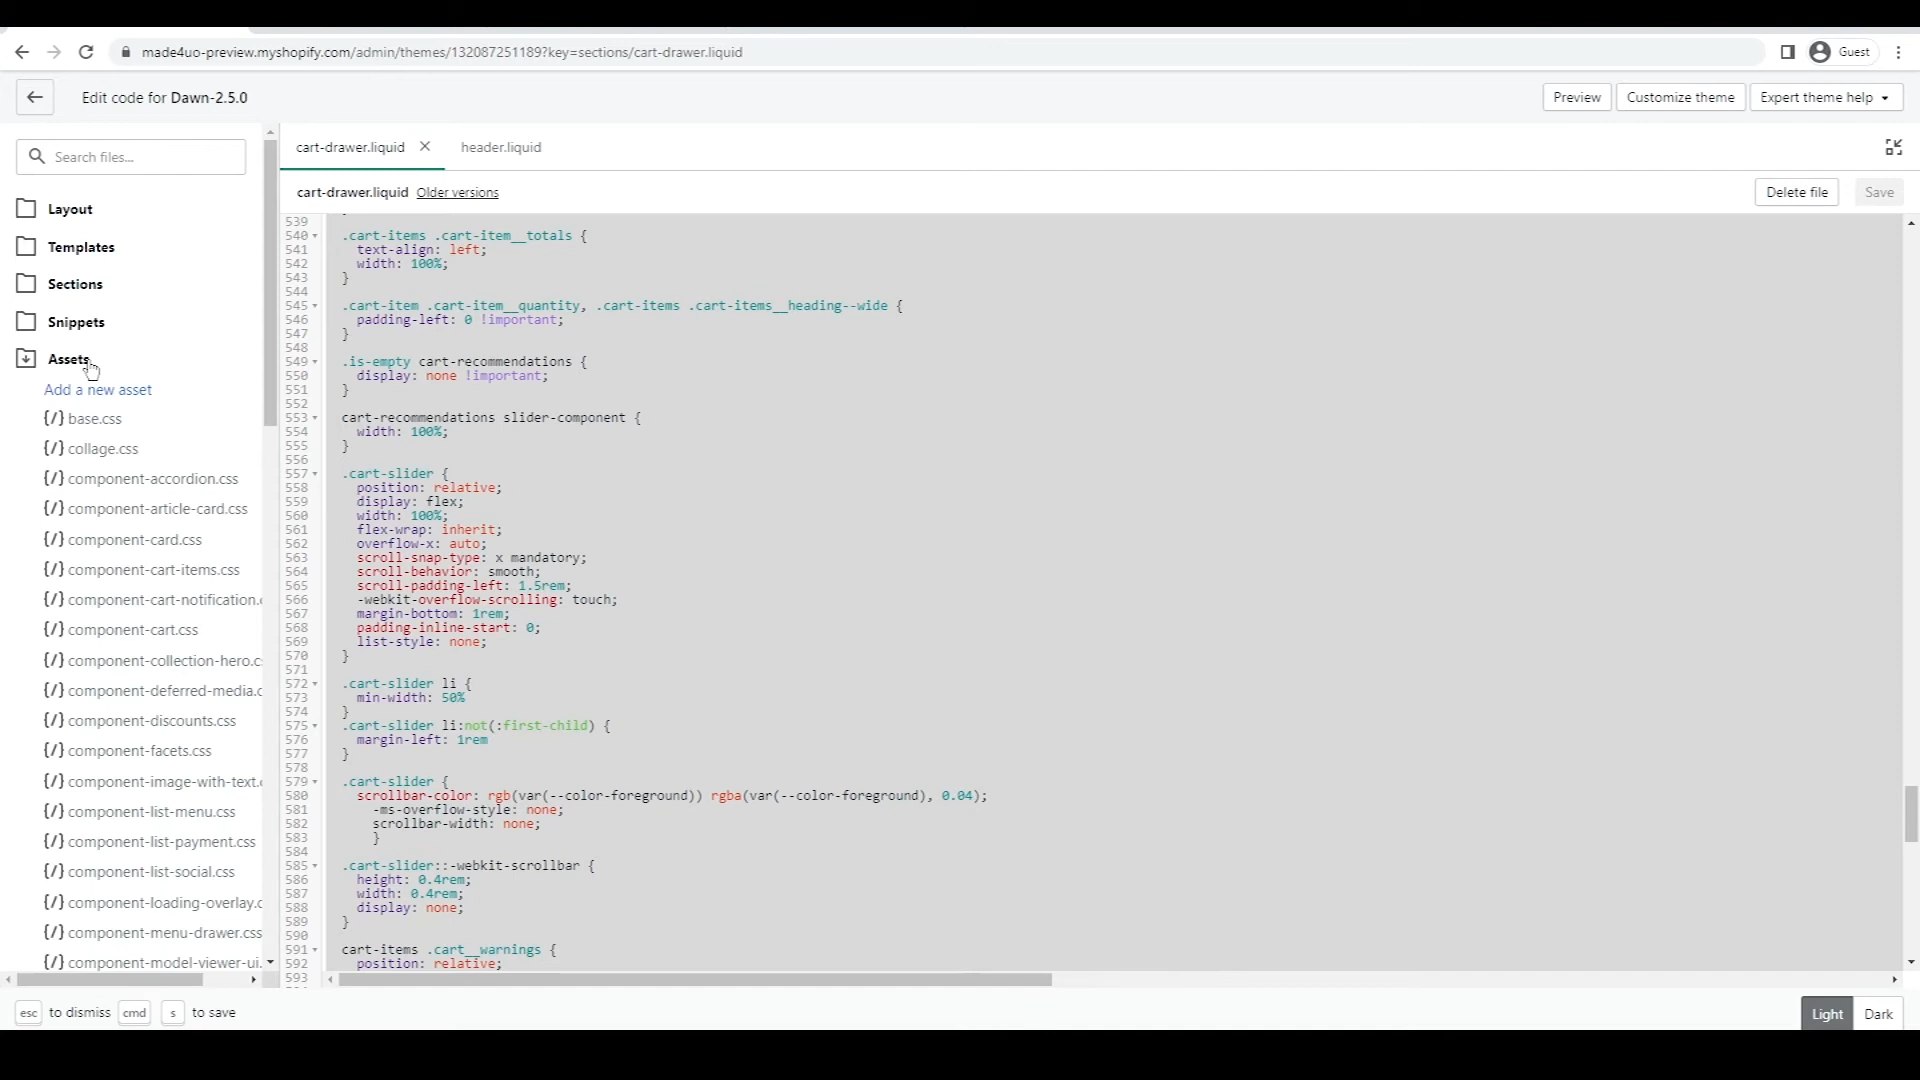 made4uo-preview.myshopify.com/admin/themes/132087251189?key=sections/cart-drawer.liquid
Guest
Edit code for Dawn-2.5.0
Preview
Customize theme
Expert theme help
Search files...
Layout
Templates
Sections
Snippets
Assets
Add a new asset
{/} base.css
{/} collage.css
{/} component-accordion.css
{/} component-article-card.css
{/} component-card.css
{/} component-cart-items.css
{/} component-cart-notification.
{/} component-cart.css
{/} component-collection-hero.c
{/} component-deferred-media.c
{/} component-discounts.css
{/} component-facets.css
{/} component-image-with-text.
{/} component-list-menu.css
{/} component-list-payment.css
{/} component-list-social.css
{/} component-loading-overlay.c
{/} component-menu-drawer.css
{/} component-model-viewer-ui.
cart-drawer.liquid
header.liquid
cart-drawer.liquid Older versions
Delete file
Save
539
540 .cart-items .cart-item__totals {
541 text-align: left;
542 width: 100%;
543 }
544
545 .cart-item .cart-item__quantity, .cart-items .cart-items__heading--wide {
546 padding-left: 0 !important;
547 }
548
549 .is-empty cart-recommendations {
550 display: none !important;
551 }
552
553 cart-recommendations slider-component {
554 width: 100%;
555 }
556
557 .cart-slider {
558 position: relative;
559 display: flex;
560 width: 100%;
561 flex-wrap: inherit;
562 overflow-x: auto;
563 scroll-snap-type: x mandatory;
564 scroll-behavior: smooth;
565 scroll-padding-left: 1.5rem;
566 -webkit-overflow-scrolling: touch;
567 margin-bottom: 1rem;
568 padding-inline-start: 0;
569 list-style: none;
570 }
571
572 .cart-slider li {
573 min-width: 50%
574 }
575 .cart-slider li:not(:first-child) {
576 margin-left: 1rem
577 }
578
579 .cart-slider {
580 scrollbar-color: rgb(var(--color-foreground)) rgba(var(--color-foreground), 0.04);
581 -ms-overflow-style: none;
582 scrollbar-width: none;
583 }
584
585 .cart-slider::-webkit-scrollbar {
586 height: 0.4rem;
587 width: 0.4rem;
588 display: none;
589 }
590
591 cart-items .cart__warnings {
592 position: relative;
593
esc to dismiss cmd s to save
Light
Dark